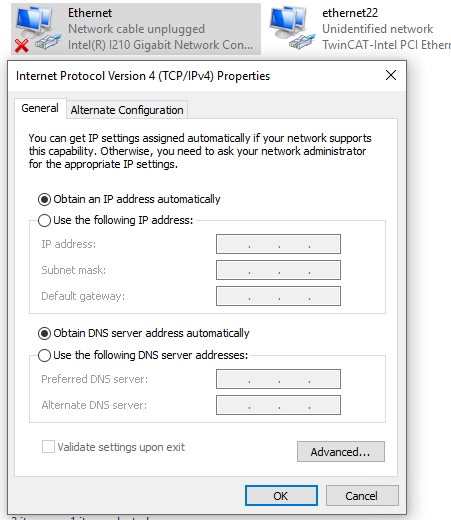 Ethernet
Network cable unplugged
Intel(R) I210 Gigabit Network Con...
ethernet22
Unidentified network
TwinCAT-Intel PCI Ethern
Internet Protocol Version 4 (TCP/IPv4) Properties
General
Alternate Configuration
You can get IP settings assigned automatically if your network supports
this capability. Otherwise, you need to ask your network administrator
for the appropriate IP settings.
Obtain an IP address automatically
Use the following IP address:
IP address:
. . .
Subnet mask:
. . .
Default gateway:
. . .
Obtain DNS server address automatically
Use the following DNS server addresses:
Preferred DNS server:
. . .
Alternate DNS server:
. . .
Validate settings upon exit
Advanced...
OK
Cancel